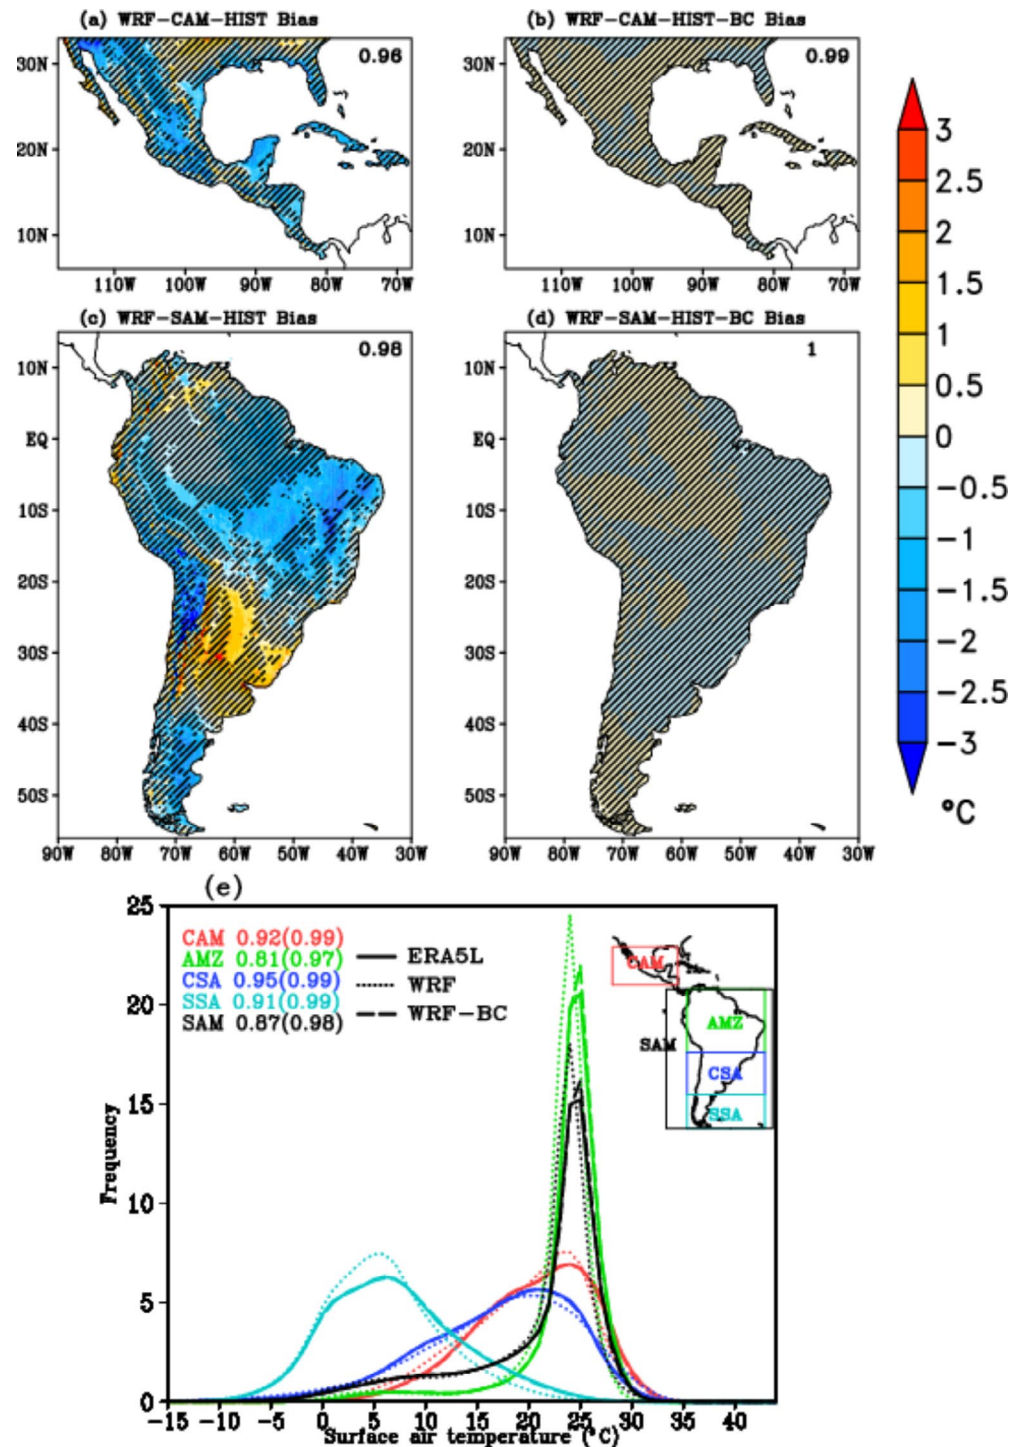 (a) WRF-CAM-HIST Bias
(b) WRF-CAM-HIST-BC Bias
30N
20N
10N
0.96
0.99
110W 100W 90W 80W 70W
110W 100W 90W 80W 70W
(c) WRF-SAM-HIST Bias
(d) WRF-SAM-HIST-BC Bias
10N
EQ
10S
20S
30S
40S
50S
0.98
10N
EQ
10S
20S
30S
40S
50S
1
90W 80W 70W 60W 50W 40W 30W
90W 80W 70W 60W 50W 40W 30W
30N
20N
10N
3
2.5
2
1.5
1
0.5
0
-0.5
-1
-1.5
-2
-2.5
-3
°C
(e)
25
20
15
10
5
0
Frequency
CAM 0.92(0.99)
AMZ 0.81(0.97)
CSA 0.95(0.99)
SSA 0.91(0.99)
SAM 0.87(0.98)
ERA5L
WRF
WRF-BC
CAM
AMZ
SAM
CSA
SSA
-15 -10 -5 0 5 10 15 20 25 30 35 40
Surface air temperature (°C)